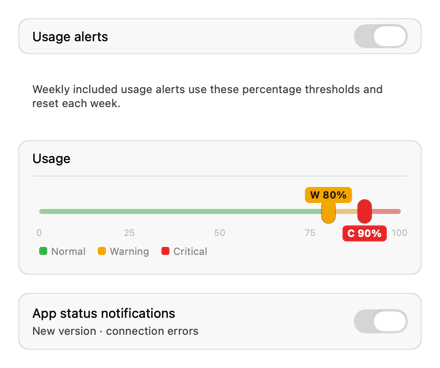 Usage alerts
Weekly included usage alerts use these percentage thresholds and
reset each week.
Usage
W 80%
0 25 50 75 100
C 90%
Normal Warning Critical
App status notifications
New version · connection errors